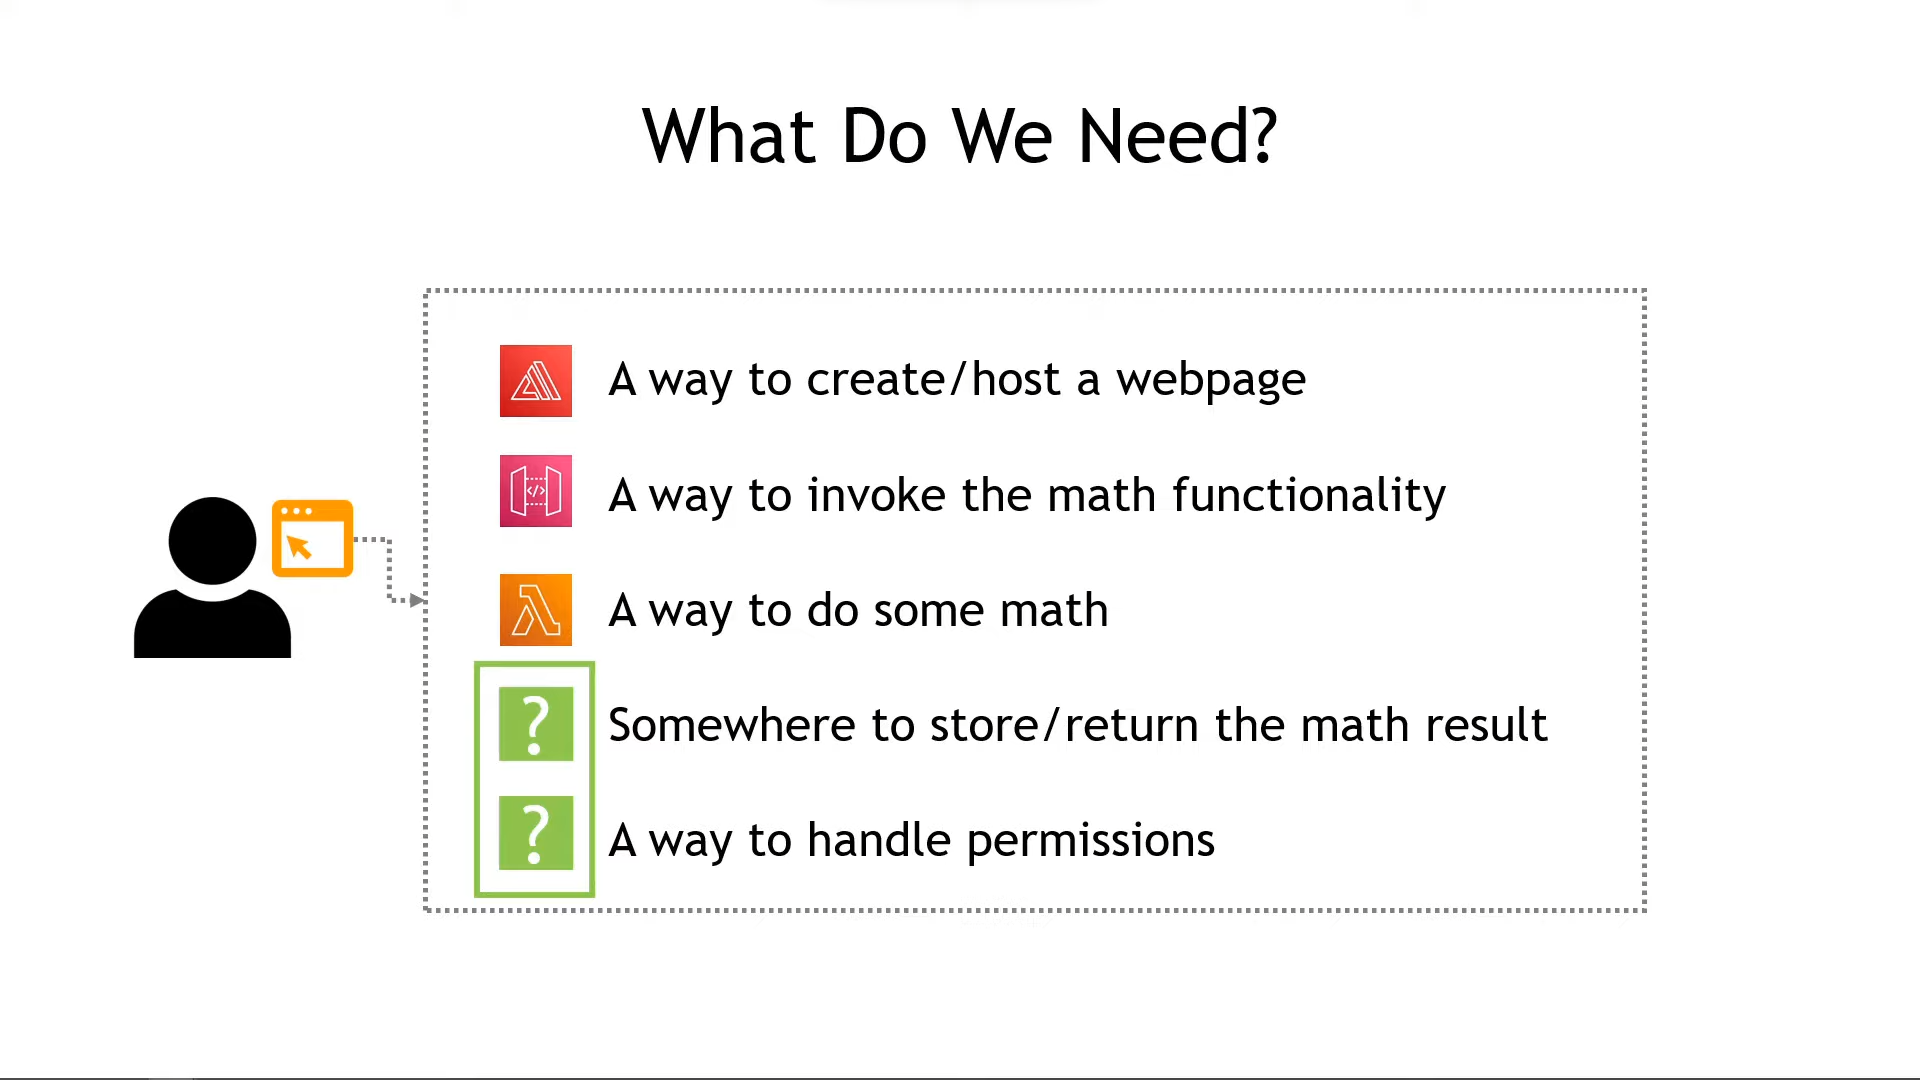 What Do We Need?
A way to create/host a webpage
</>
A way to invoke the math functionality
A way to do some math
? Somewhere to store/return the math result
? A way to handle permissions